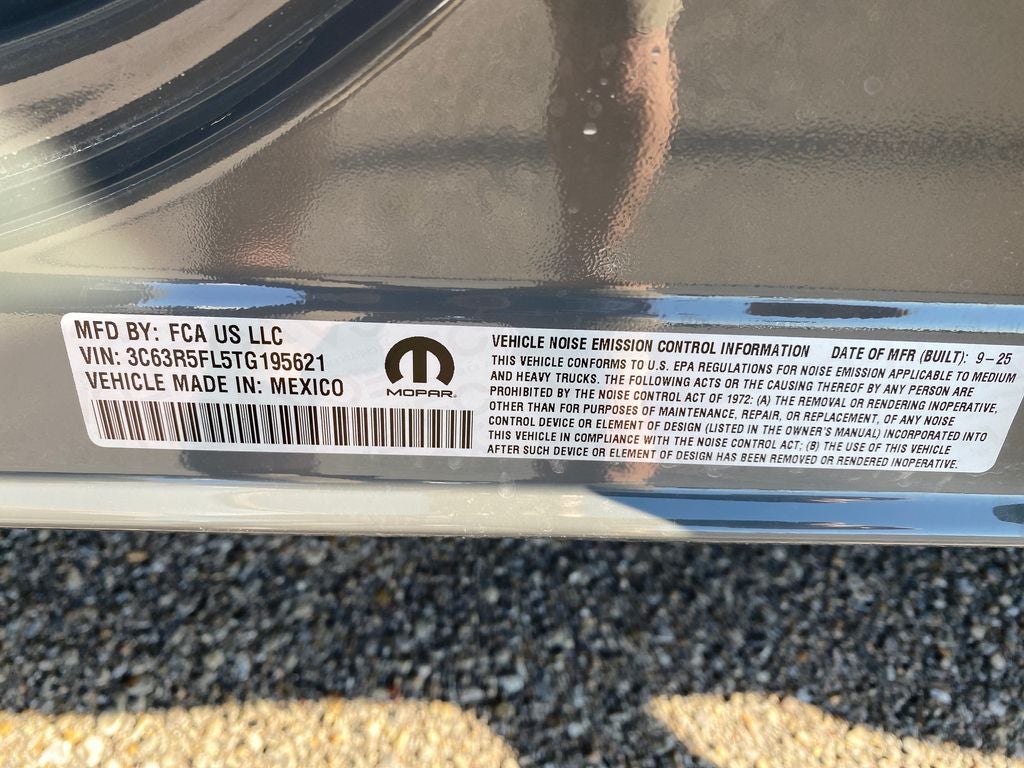 MFD BY: FCA US LLC
VIN: 3C63R5FL5TG195621
VEHICLE MADE IN: MEXICO
MOPAR
VEHICLE NOISE EMISSION CONTROL INFORMATION DATE OF MFR (BUILT): 9-25
THIS VEHICLE CONFORMS TO U.S. EPA REGULATIONS FOR NOISE EMISSION APPLICABLE TO MEDIUM
AND HEAVY TRUCKS. THE FOLLOWING ACTS OR THE CAUSING THEREOF BY ANY PERSON ARE
PROHIBITED BY THE NOISE CONTROL ACT OF 1972: (A) THE REMOVAL OR RENDERING INOPERATIVE,
OTHER THAN FOR PURPOSES OF MAINTENANCE, REPAIR, OR REPLACEMENT, OF ANY NOISE
CONTROL DEVICE OR ELEMENT OF DESIGN (LISTED IN THE OWNER'S MANUAL) INCORPORATED INTO
THIS VEHICLE IN COMPLIANCE WITH THE NOISE CONTROL ACT; (B) THE USE OF THIS VEHICLE
AFTER SUCH DEVICE OR ELEMENT OF DESIGN HAS BEEN REMOVED OR RENDERED INOPERATIVE.